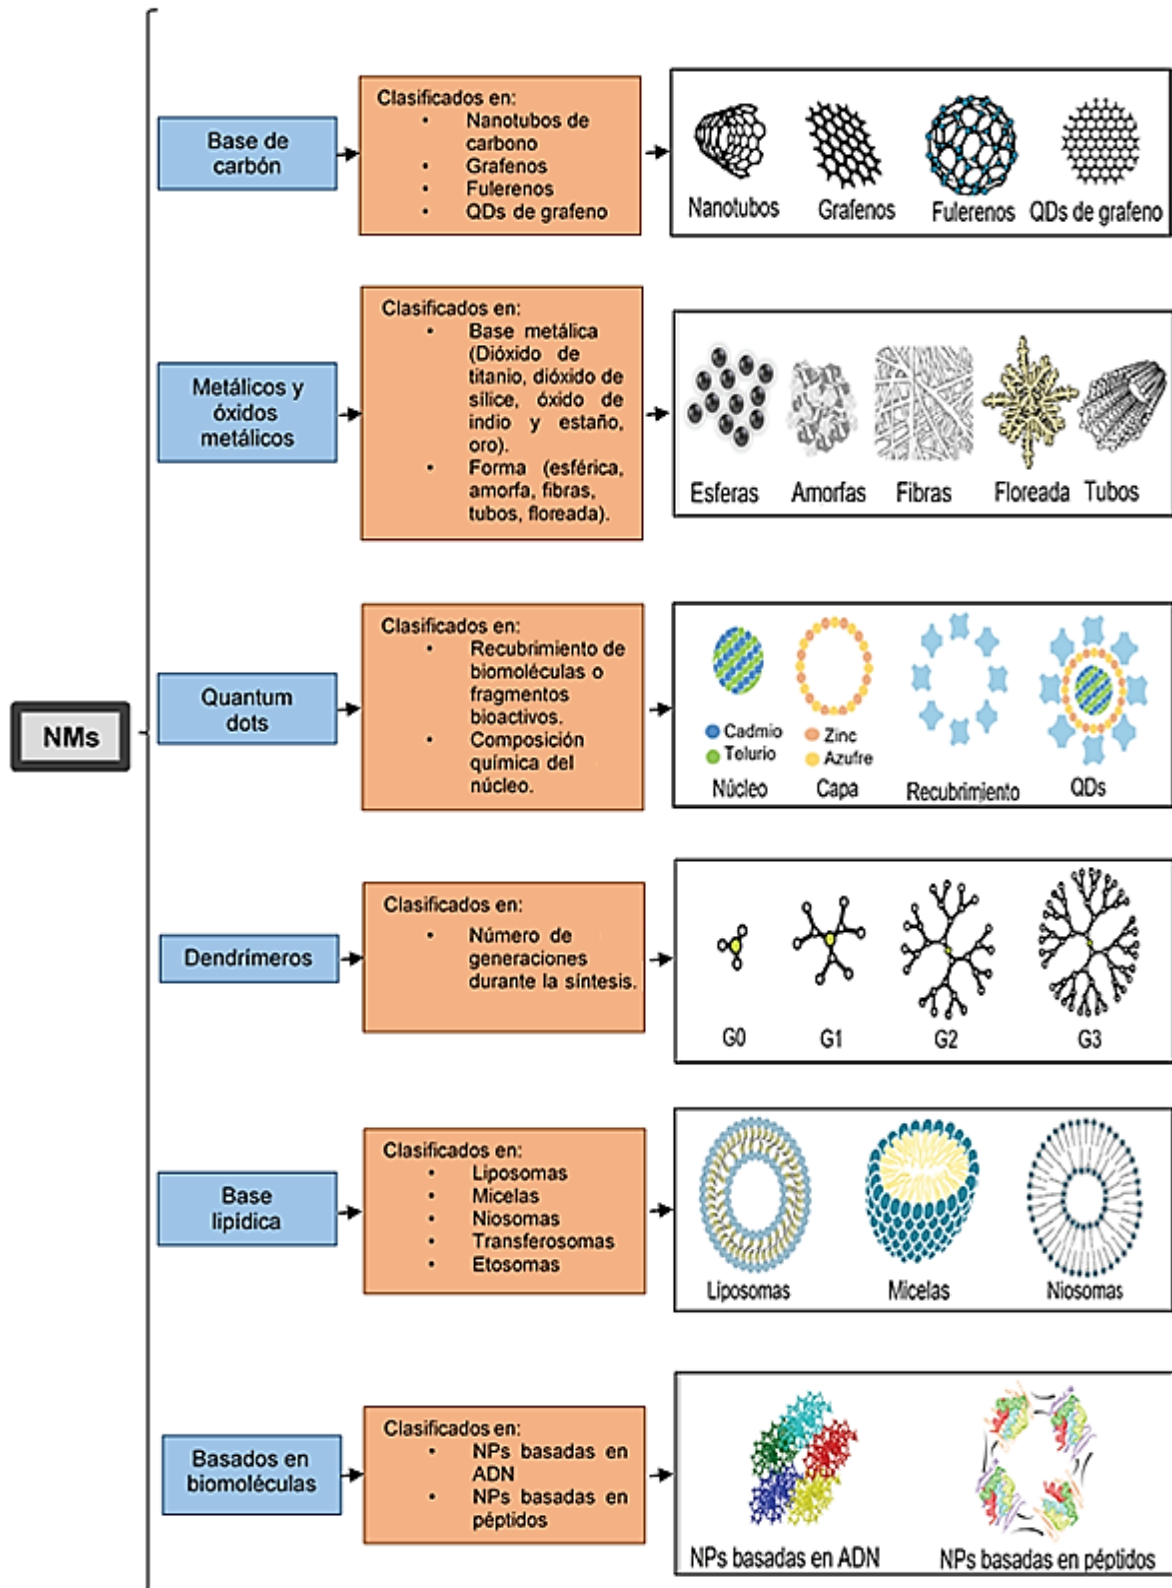 NMs
Base de
carbón
Clasificados en:
• Nanotubos de
carbono
• Grafenos
• Fulerenos
• QDs de grafeno
Nanotubos Grafenos Fulerenos QDs de grafeno
Metálicos y
óxidos
metálicos
Clasificados en:
• Base metálica
(Dióxido de
titanio, dióxido de
sílice, óxido de
indio y estaño,
oro).
• Forma (esférica,
amorfa, fibras,
tubos, floreada).
Esferas Amorfas Fibras Floreada Tubos
Quantum
dots
Clasificados en:
• Recubrimiento de
biomoléculas o
fragmentos
bioactivos.
• Composición
química del
núcleo.
Cadmio
Telurio
Núcleo
Zinc
Azufre
Capa
Recubrimiento
QDs
Dendrímeros
Clasificados en:
• Número de
generaciones
durante la síntesis.
G0 G1 G2 G3
Base
lipídica
Clasificados en:
• Liposomas
• Micelas
• Niosomas
• Transferosomas
• Etosomas
Liposomas Micelas Niosomas
Basados en
biomoléculas
Clasificados en:
• NPs basadas en
ADN
• NPs basadas en
péptidos
NPs basadas en ADN NPs basadas en péptidos